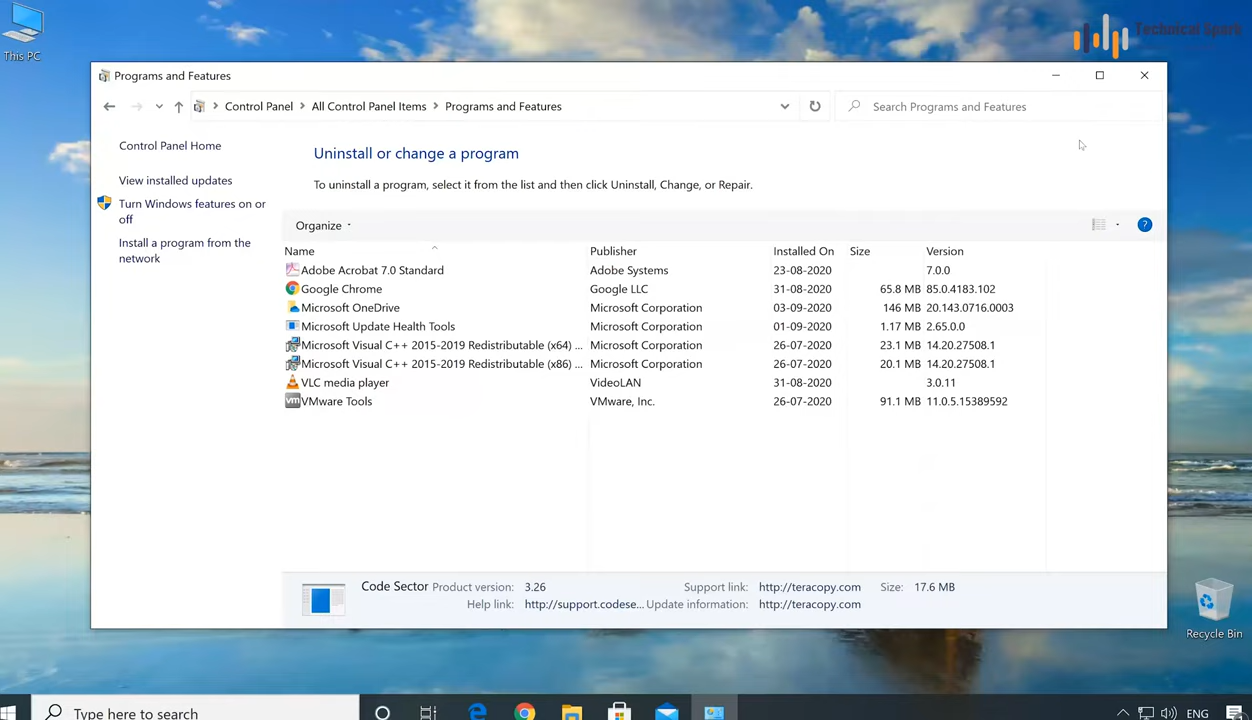 This PC
Technical Spark
Programs and Features
Control Panel > All Control Panel Items > Programs and Features
Search Programs and Features
Control Panel Home
View installed updates
Turn Windows features on or
off
Install a program from the
network
Uninstall or change a program
To uninstall a program, select it from the list and then click Uninstall, Change, or Repair.
Organize
Name Publisher Installed On Size Version
Adobe Acrobat 7.0 Standard Adobe Systems 23-08-2020 7.0.0
Google Chrome Google LLC 31-08-2020 65.8 MB 85.0.4183.102
Microsoft OneDrive Microsoft Corporation 03-09-2020 146 MB 20.143.0716.0003
Microsoft Update Health Tools Microsoft Corporation 01-09-2020 1.17 MB 2.65.0.0
Microsoft Visual C++ 2015-2019 Redistributable (x64) ... Microsoft Corporation 26-07-2020 23.1 MB 14.20.27508.1
Microsoft Visual C++ 2015-2019 Redistributable (x86) ... Microsoft Corporation 26-07-2020 20.1 MB 14.20.27508.1
VLC media player VideoLAN 31-08-2020 3.0.11
vm VMware Tools VMware, Inc. 26-07-2020 91.1 MB 11.0.5.15389592
Code Sector Product version: 3.26 Support link: http://teracopy.com Size: 17.6 MB
Help link: http://support.codese... Update information: http://teracopy.com
Recycle Bin
Type here to search
ENG